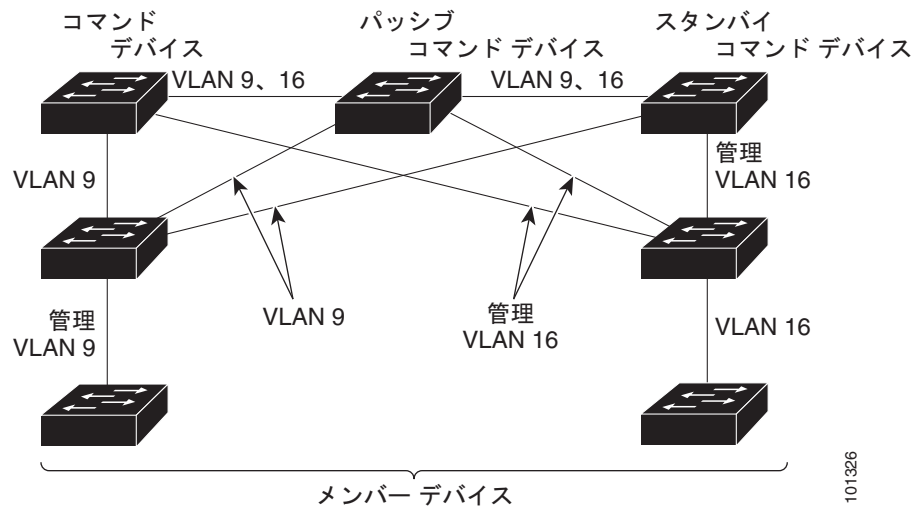 コマンド
デバイス
パッシブ
コマンド デバイス
スタンバイ
コマンド デバイス
VLAN 9、16
VLAN 9、16
VLAN 9
管理
VLAN 16
VLAN 9
管理
VLAN 16
管理
VLAN 9
VLAN 16
メンバー デバイス
101326